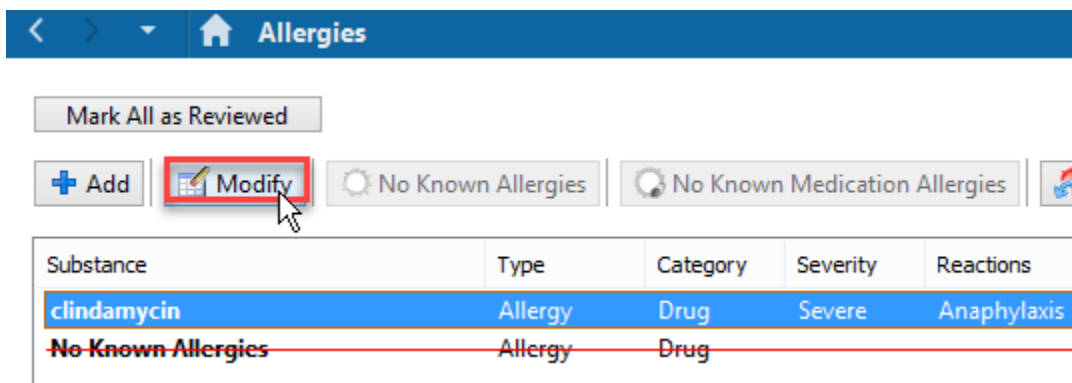 Allergies
Mark All as Reviewed
Add Modify No Known Allergies No Known Medication Allergies
Substance Type Category Severity Reactions
clindamycin Allergy Drug Severe Anaphylaxis
No Known Allergies Allergy Drug